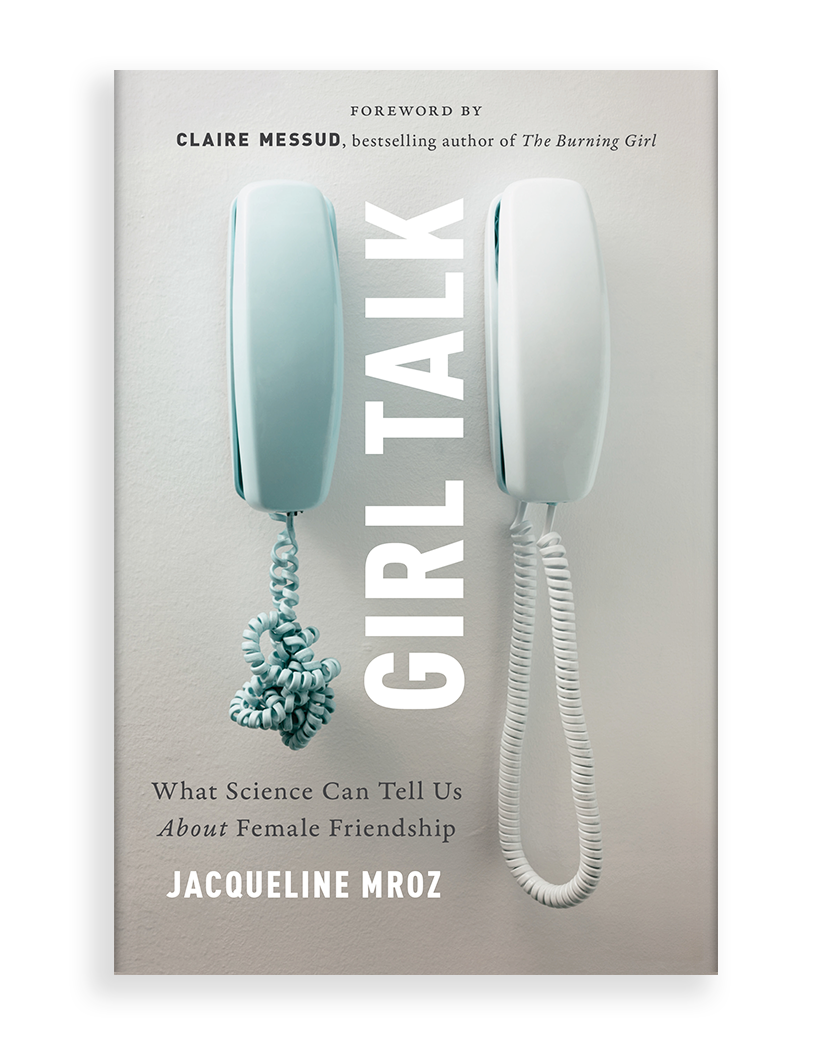 FOREWORD BY
CLAIRE MESSUD, bestselling author of The Burning Girl
GIRL TALK
What Science Can Tell Us
About Female Friendship
JACQUELINE MROZ